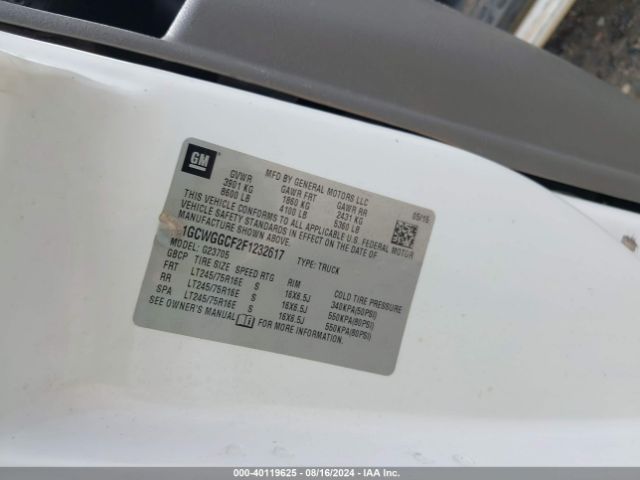 GM
MFD BY GENERAL MOTORS LLC
05/15
GVWR GAWR FRT GAWR RR
3901 KG 1860 KG 2431 KG
8600 LB 4100 LB 5360 LB
THIS VEHICLE CONFORMS TO ALL APPLICABLE U.S. FEDERAL MOTOR
VEHICLE SAFETY STANDARDS IN EFFECT ON THE DATE OF
MANUFACTURE SHOWN ABOVE.
1GCWGGCF2F1232617 TYPE: TRUCK
MODEL: G23705
GBCP TIRE SIZE SPEED RTG RIM COLD TIRE PRESSURE
FRT LT245/75R16E S 16X6.5J 340KPA(50PSI)
RR LT245/75R16E S 16X6.5J 550KPA(80PSI)
SPA LT245/75R16E S 16X6.5J 550KPA(80PSI)
SEE OWNER'S MANUAL FOR MORE INFORMATION.
000-40119625 - 08/16/2024 - IAA Inc.